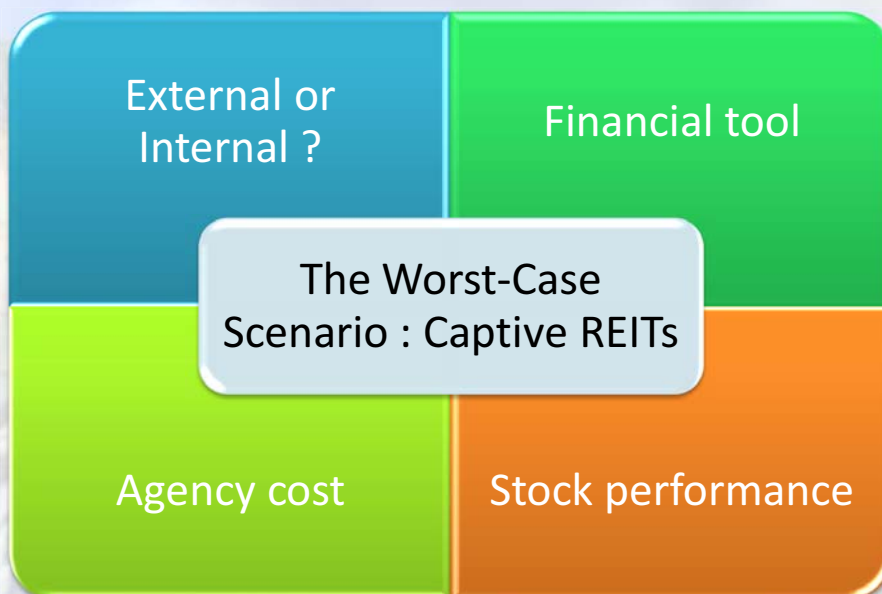 External or
Internal ?
Financial tool
The Worst-Case
Scenario : Captive REITs
Agency cost
Stock performance